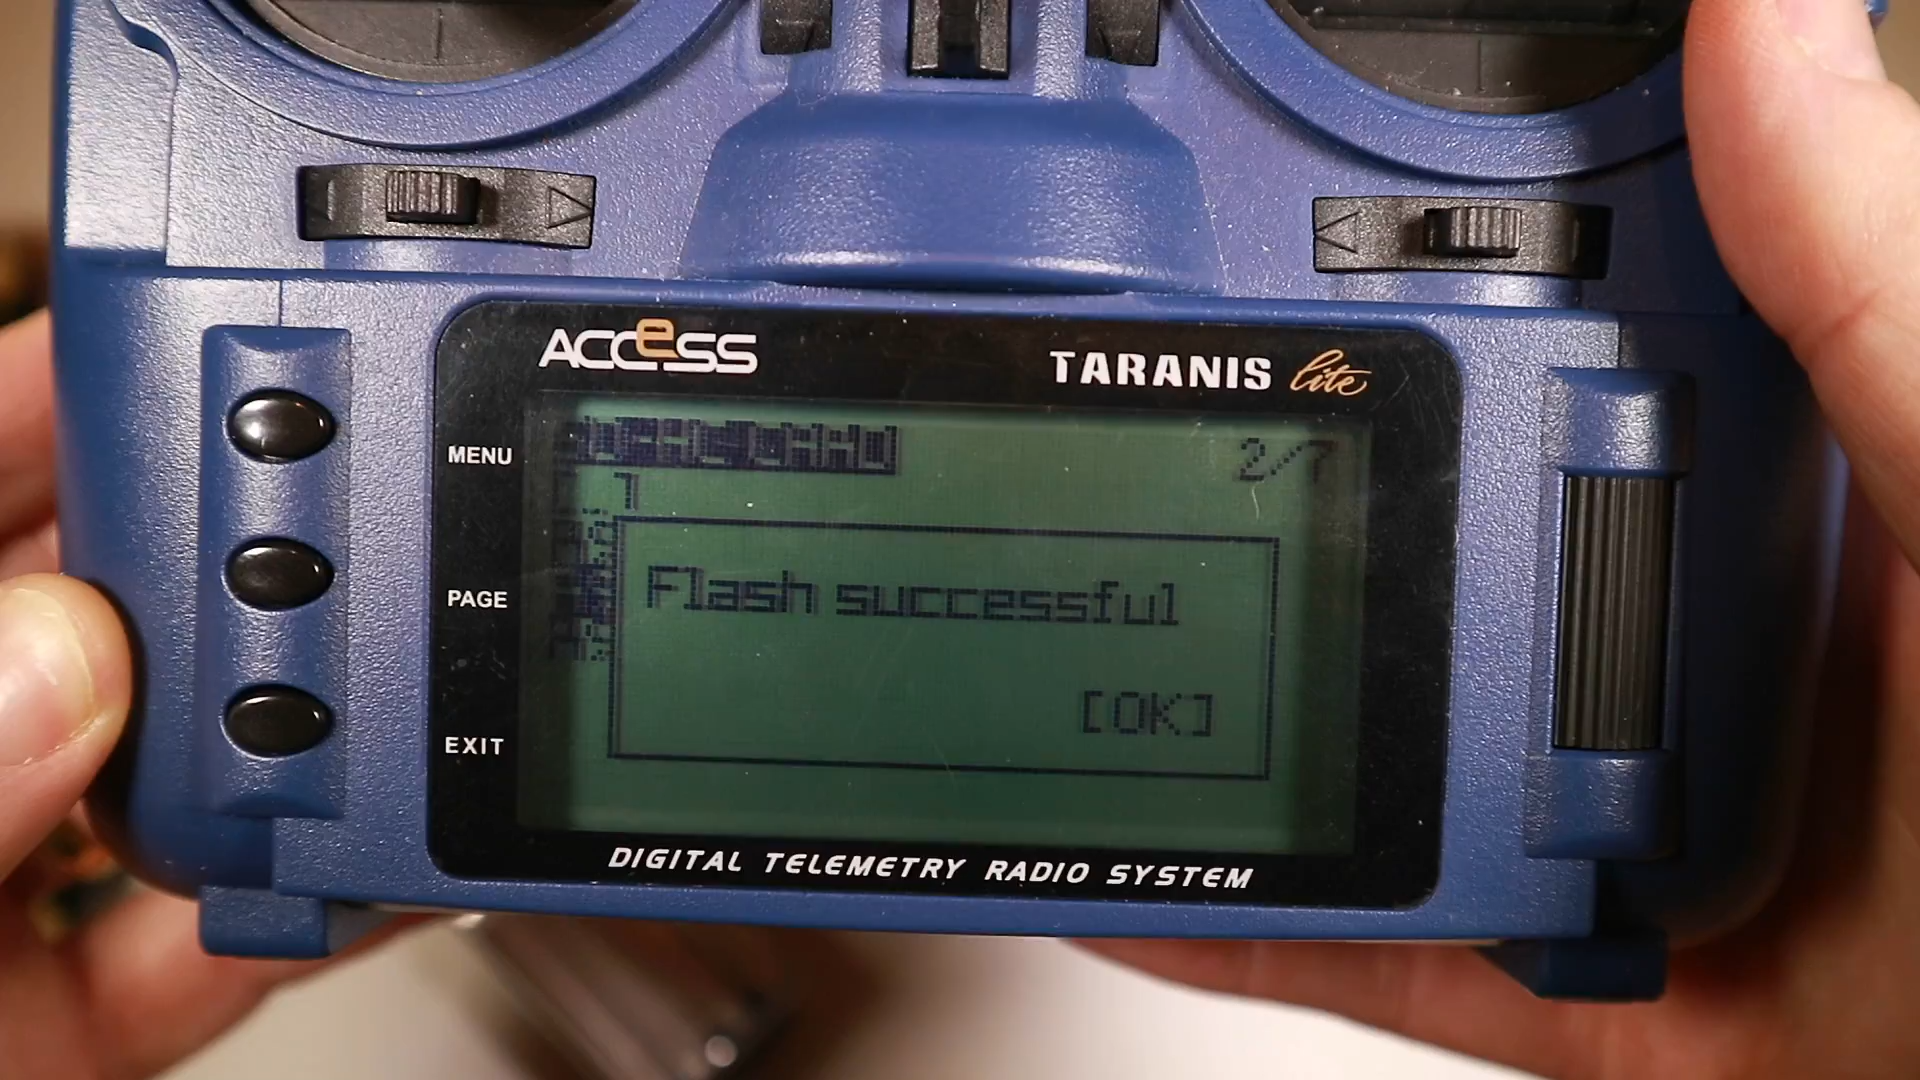 ACCeSS
TARANIS lite
MENU
2/7
Flash successful
PAGE
[OK]
EXIT
DIGITAL TELEMETRY RADIO SYSTEM